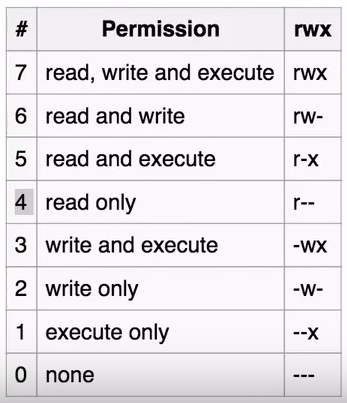 # Permission rwx
7 read, write and execute rwx
6 read and write rw-
5 read and execute r-x
4 read only r--
3 write and execute -wx
2 write only -w-
1 execute only --x
0 none ---